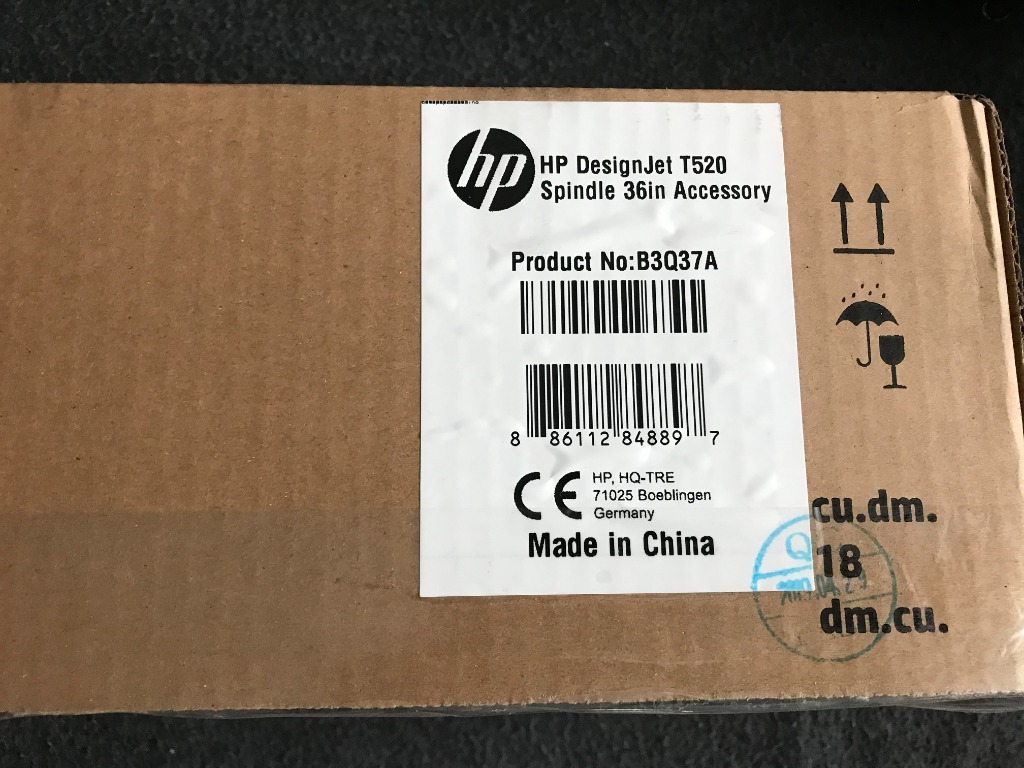 hp
HP DesignJet T520
Spindle 36in Accessory
Product No:B3Q37A
8 86112 84889 7
CE
HP, HQ-TRE
71025 Boeblingen
Germany
Made in China
cu.dm.
Q
18
dm.cu.